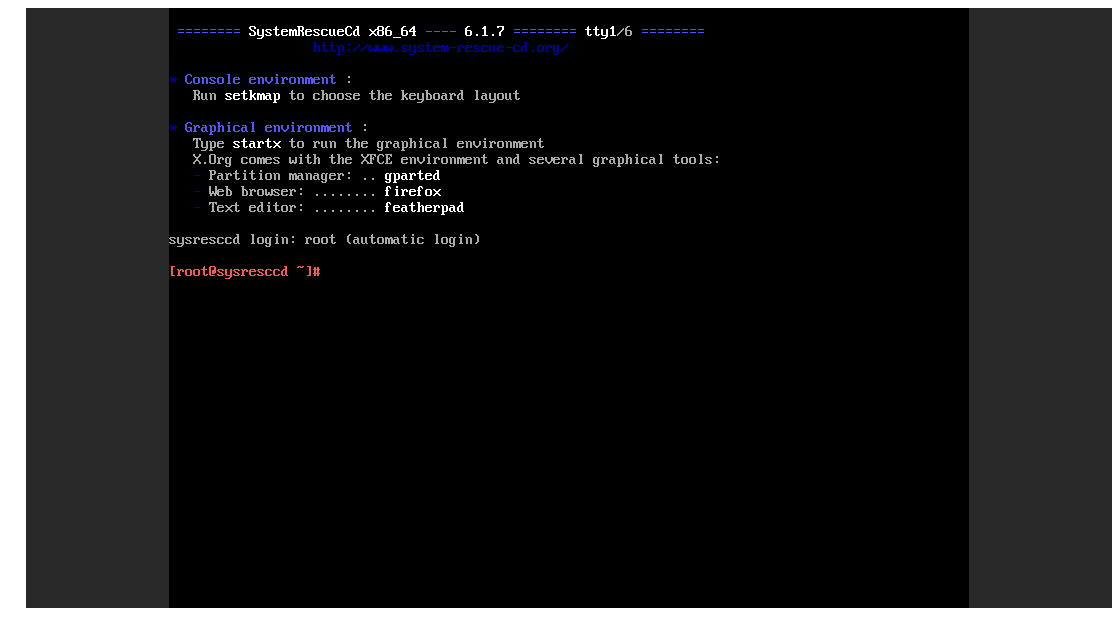 ======== SystemRescueCd x86_64 ---- 6.1.7 ======== tty1/6 ========
http://www.system-rescue-cd.org/
* Console environment :
Run setkmap to choose the keyboard layout
* Graphical environment :
Type startx to run the graphical environment
X.Org comes with the XFCE environment and several graphical tools:
- Partition manager: .. gparted
- Web browser: ........ firefox
- Text editor: ........ featherpad
sysresccd login: root (automatic login)
[root@sysresccd ~]#